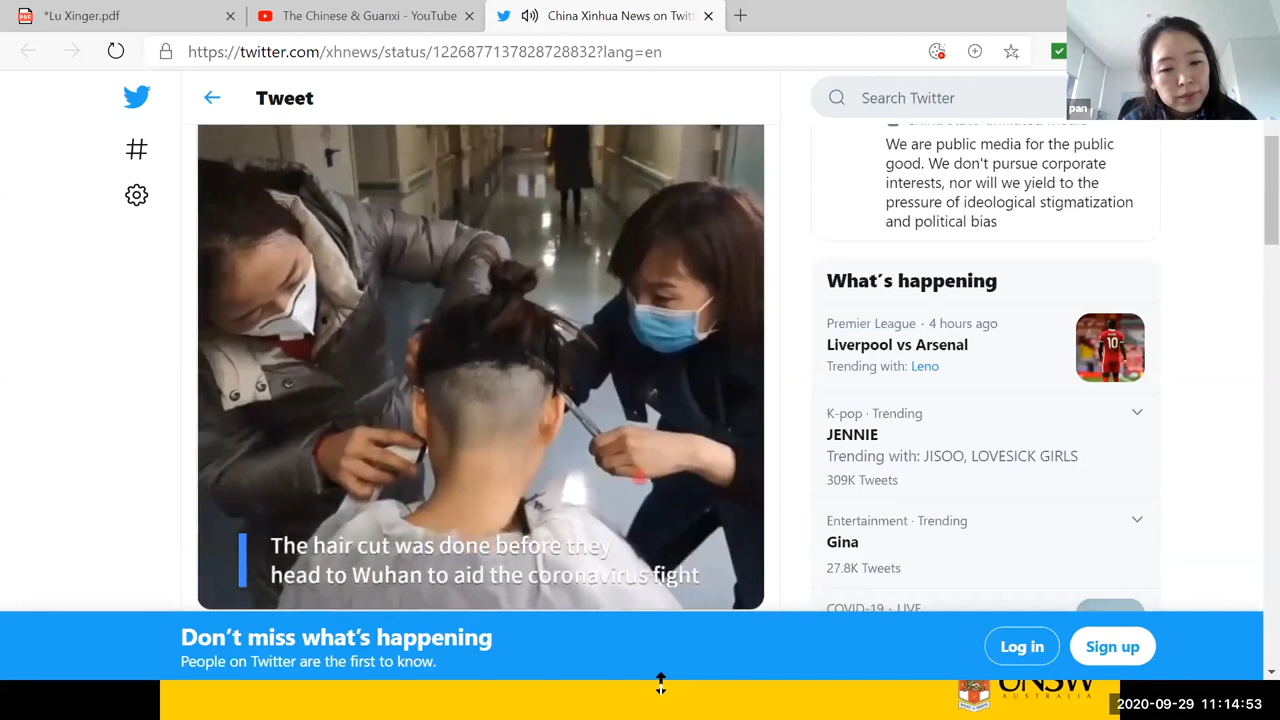 *Lu Xinger.pdf
The Chinese & Guanxi - YouTube
China Xinhua News on Twit
https://twitter.com/xhnews/status/1226877137828728832?lang=en
pan
Tweet
Search Twitter
We are public media for the public
good. We don't pursue corporate
interests, nor will we yield to the
pressure of ideological stigmatization
and political bias
What's happening
Premier League · 4 hours ago
Liverpool vs Arsenal
Trending with: Leno
10
K-pop · Trending
JENNIE
Trending with: JISOO, LOVESICK GIRLS
309K Tweets
Entertainment · Trending
Gina
27.8K Tweets
COVID-19 · LIVE
The hair cut was done before they
head to Wuhan to aid the coronavirus fight
Don't miss what's happening
People on Twitter are the first to know.
Log in
Sign up
UNSW
AUSTRALIA
2020-09-29 11:14:53